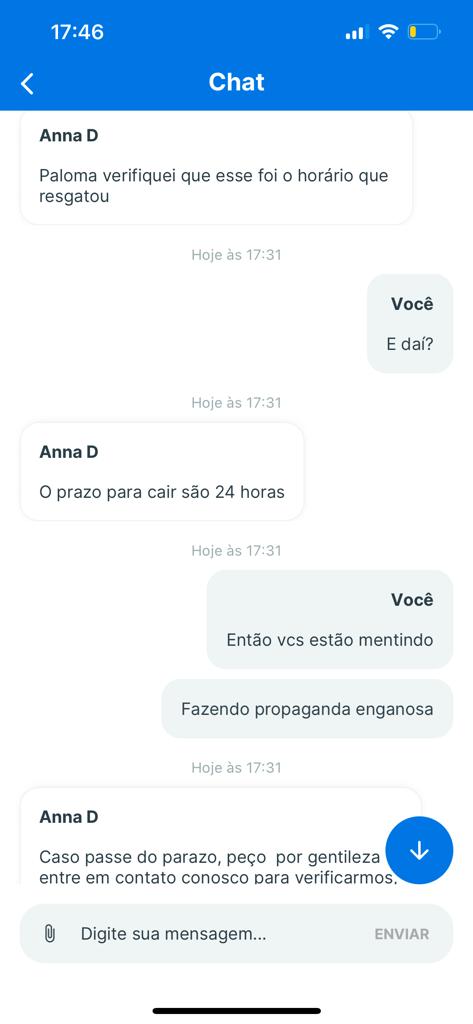 17:46
Chat
Anna D
Paloma verifiquei que esse foi o horário que
resgatou
Hoje às 17:31
Você
E daí?
Hoje às 17:31
Anna D
O prazo para cair são 24 horas
Hoje às 17:31
Você
Então vcs estão mentindo
Fazendo propaganda enganosa
Hoje às 17:31
Anna D
Caso passe do parazo, peço  por gentileza
entre em contato conosco para verificarmos,
Digite sua mensagem...
ENVIAR